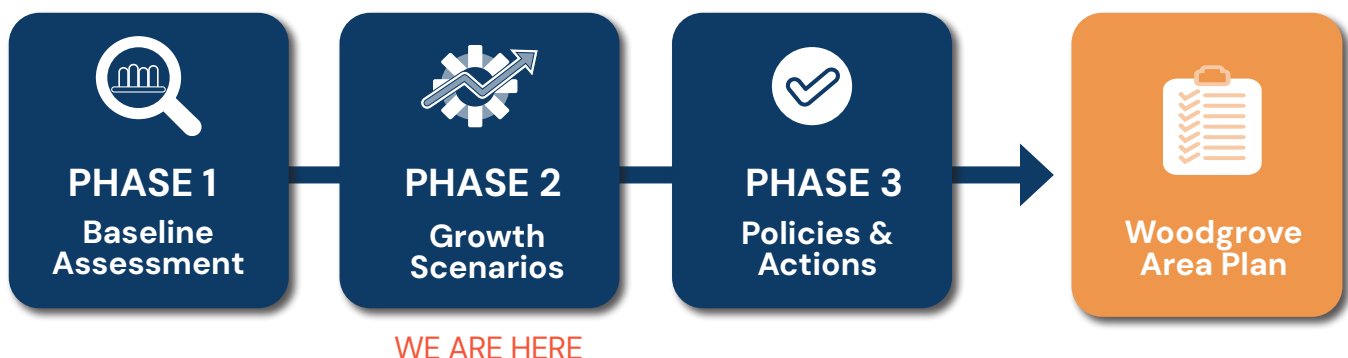 PHASE 1
Baseline
Assessment
PHASE 2
Growth
Scenarios
WE ARE HERE
PHASE 3
Policies &
Actions
Woodgrove
Area Plan